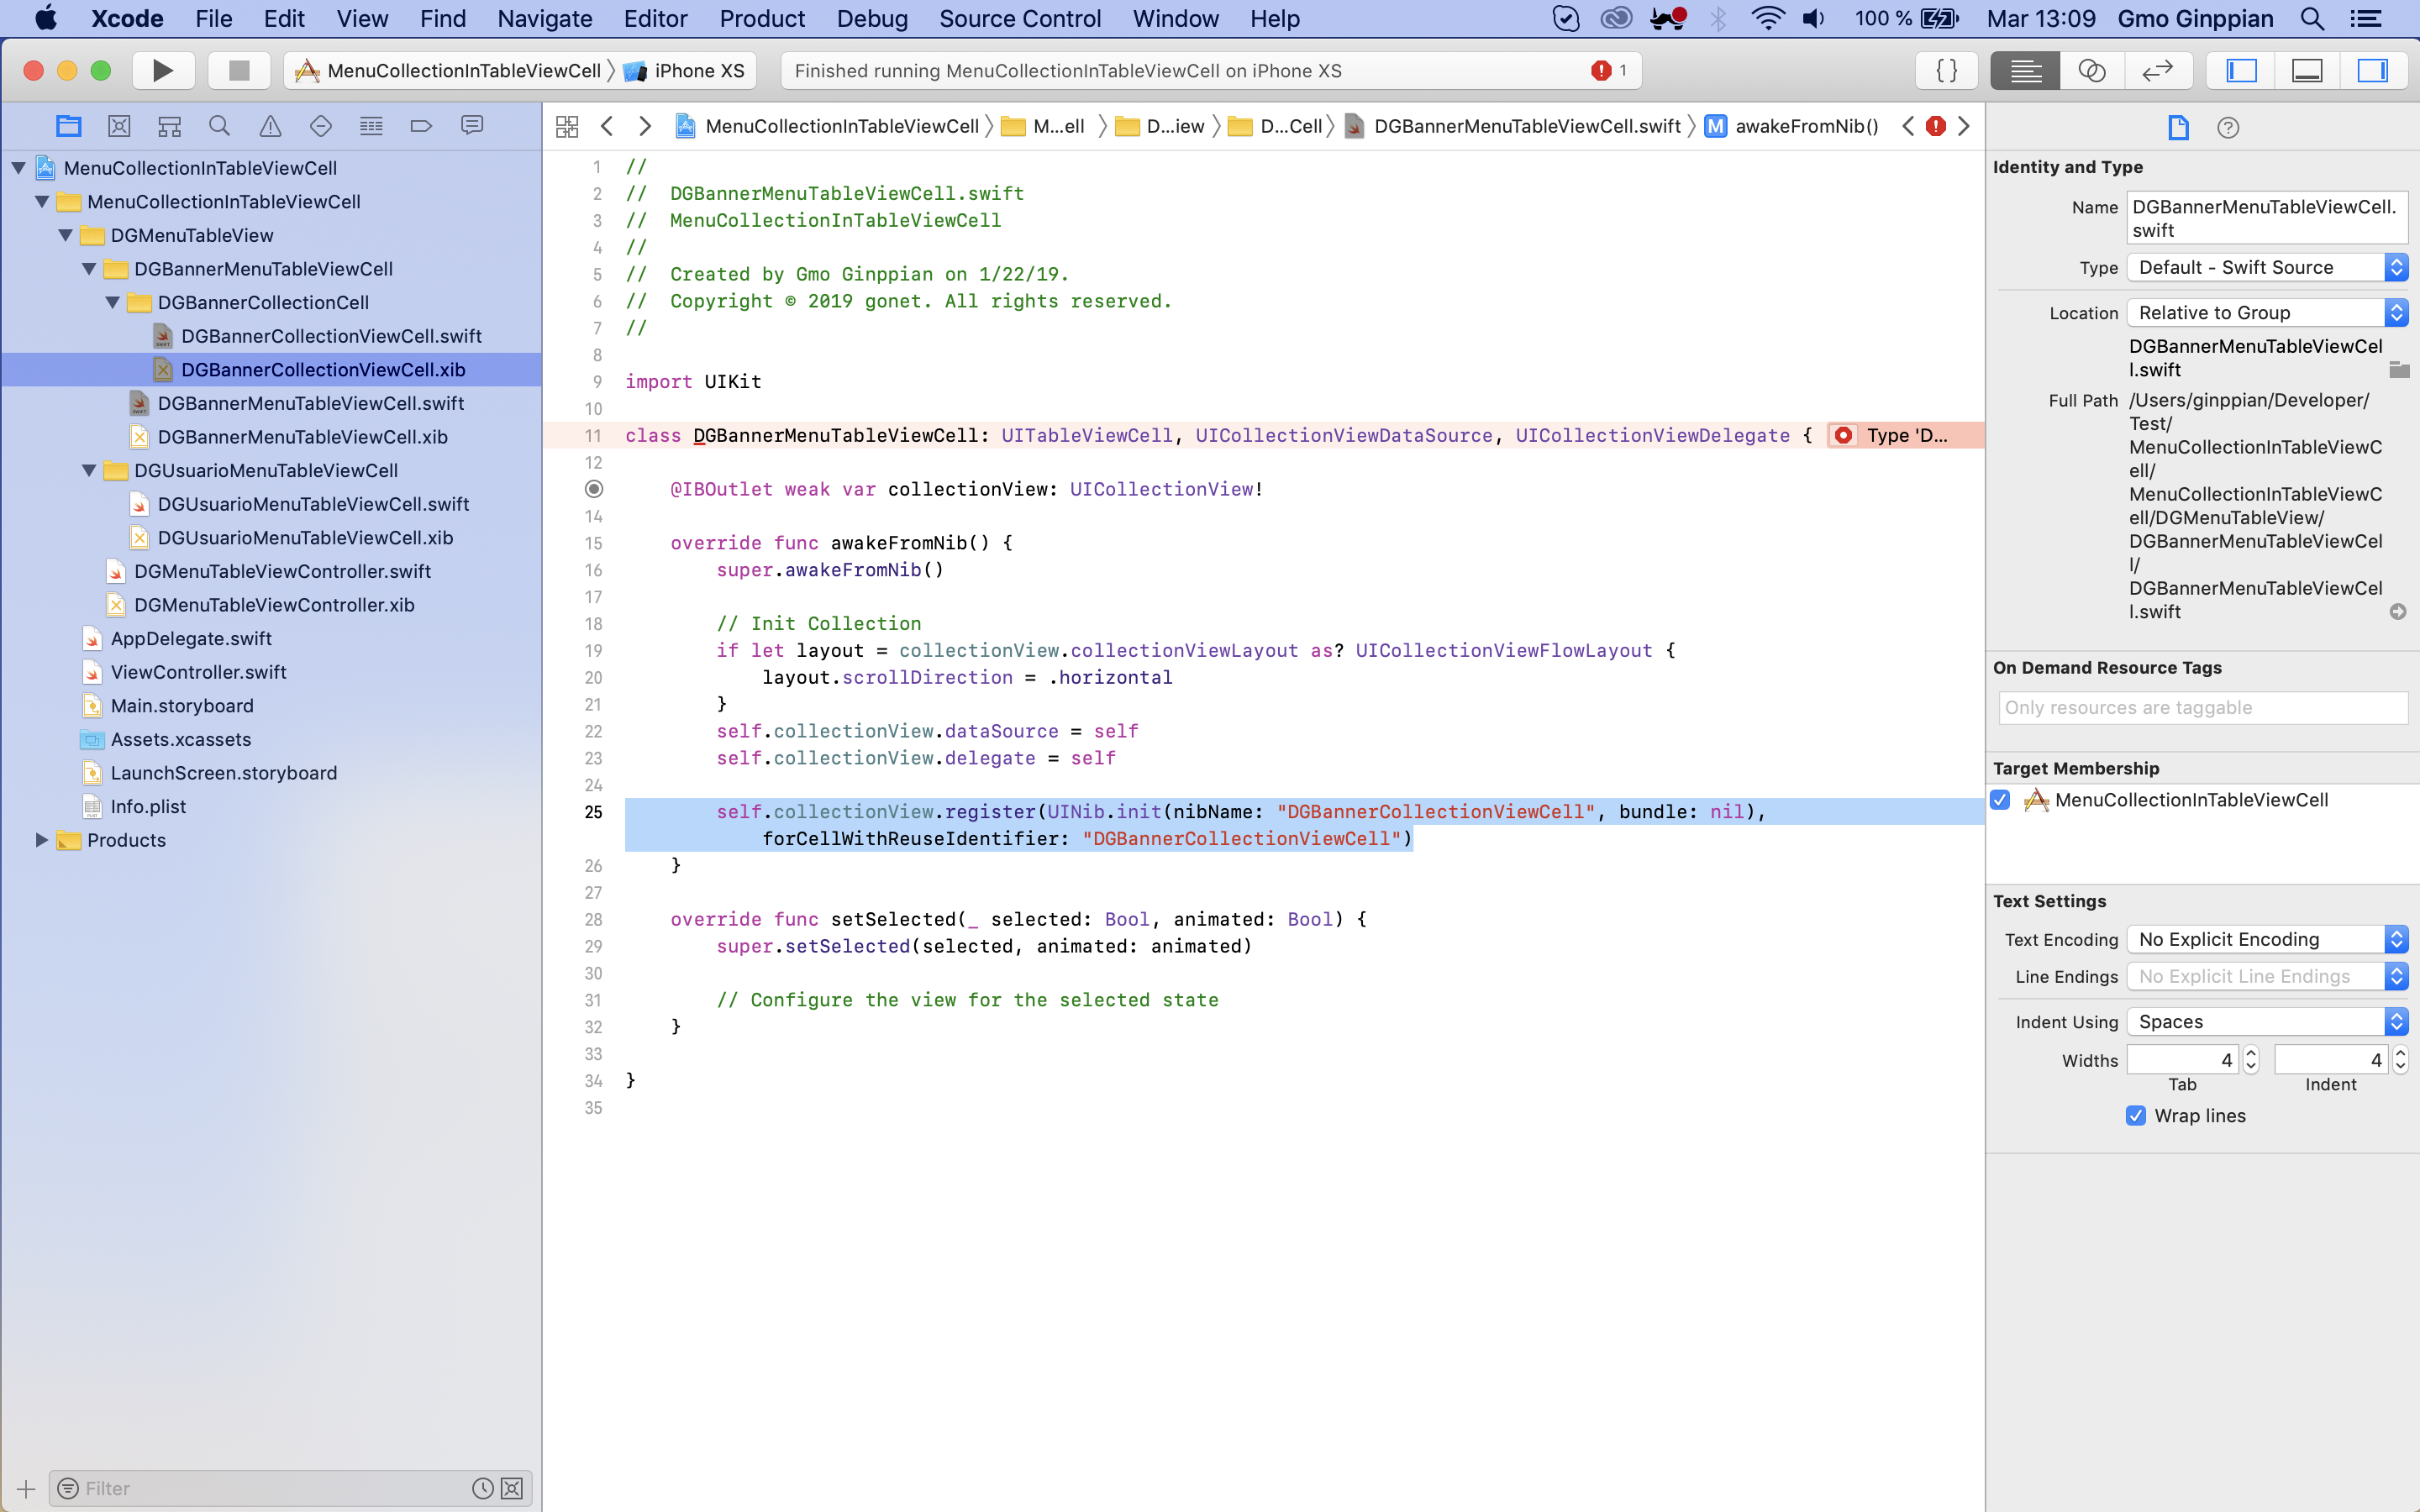 Xcode File Edit View Find Navigate Editor Product Debug Source Control Window Help 100 % Mar 13:09 Gmo Ginppian
MenuCollectionInTableViewCell iPhone XS Finished running MenuCollectionInTableViewCell on iPhone XS 1 { }
MenuCollectionInTableViewCell M...ell D...iew D...Cell DGBannerMenuTableViewCell.swift M awakeFromNib()
MenuCollectionInTableViewCell
MenuCollectionInTableViewCell
DGMenuTableView
DGBannerMenuTableViewCell
DGBannerCollectionCell
DGBannerCollectionViewCell.swift
DGBannerCollectionViewCell.xib
DGBannerMenuTableViewCell.swift
DGBannerMenuTableViewCell.xib
DGUsuarioMenuTableViewCell
DGUsuarioMenuTableViewCell.swift
DGUsuarioMenuTableViewCell.xib
DGMenuTableViewController.swift
DGMenuTableViewController.xib
AppDelegate.swift
ViewController.swift
Main.storyboard
Assets.xcassets
LaunchScreen.storyboard
Info.plist
Products
Filter
1 //
2 //  DGBannerMenuTableViewCell.swift
3 //  MenuCollectionInTableViewCell
4 //
5 //  Created by Gmo Ginppian on 1/22/19.
6 //  Copyright © 2019 gonet. All rights reserved.
7 //
8
9 import UIKit
10
11 class DGBannerMenuTableViewCell: UITableViewCell, UICollectionViewDataSource, UICollectionViewDelegate { Type 'D...
12
@IBOutlet weak var collectionView: UICollectionView!
14
15 override func awakeFromNib() {
16 super.awakeFromNib()
17
18 // Init Collection
19 if let layout = collectionView.collectionViewLayout as? UICollectionViewFlowLayout {
20 layout.scrollDirection = .horizontal
21 }
22 self.collectionView.dataSource = self
23 self.collectionView.delegate = self
24
25 self.collectionView.register(UINib.init(nibName: "DGBannerCollectionViewCell", bundle: nil),
forCellWithReuseIdentifier: "DGBannerCollectionViewCell")
26 }
27
28 override func setSelected(_ selected: Bool, animated: Bool) {
29 super.setSelected(selected, animated: animated)
30
31 // Configure the view for the selected state
32 }
33
34 }
35
Identity and Type
Name DGBannerMenuTableViewCell.
swift
Type Default - Swift Source
Location Relative to Group
DGBannerMenuTableViewCel
l.swift
Full Path /Users/ginppian/Developer/
Test/
MenuCollectionInTableViewC
ell/
MenuCollectionInTableViewC
ell/DGMenuTableView/
DGBannerMenuTableViewCel
l/
DGBannerMenuTableViewCel
l.swift
On Demand Resource Tags
Only resources are taggable
Target Membership
MenuCollectionInTableViewCell
Text Settings
Text Encoding No Explicit Encoding
Line Endings No Explicit Line Endings
Indent Using Spaces
Widths 4 4
Tab Indent
Wrap lines